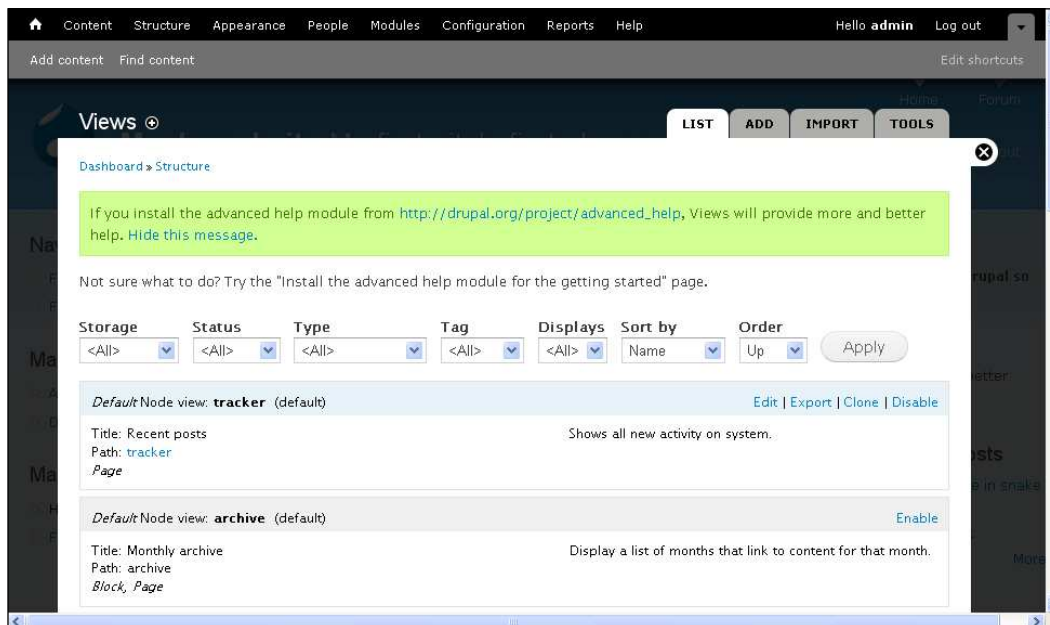 Content Structure Appearance People Modules Configuration Reports Help Hello admin Log out
Add content Find content Edit shortcuts
Home Forum
Views LIST ADD IMPORT TOOLS
Dashboard » Structure
If you install the advanced help module from http://drupal.org/project/advanced_help, Views will provide more and better
help. Hide this message.
Not sure what to do? Try the "Install the advanced help module for the getting started" page.
Storage Status Type Tag Displays Sort by Order
<All> <All> <All> <All> <All> Name Up Apply
Default Node view: tracker (default) Edit | Export | Clone | Disable
Title: Recent posts Shows all new activity on system.
Path: tracker
Page
Default Node view: archive (default) Enable
Title: Monthly archive Display a list of months that link to content for that month.
Path: archive
Block, Page
More